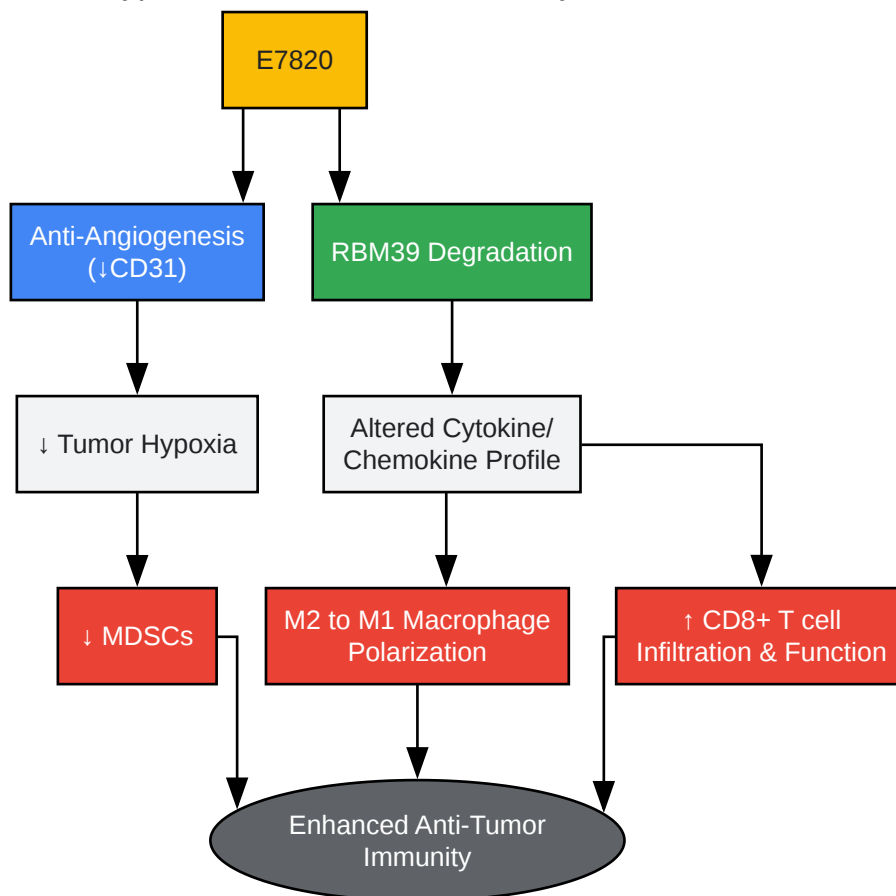 E7820
Anti-Angiogenesis
(↓CD31)
RBM39 Degradation
↓ Tumor Hypoxia
Altered Cytokine/
Chemokine Profile
↓ MDSCs
M2 to M1 Macrophage
Polarization
↑ CD8+ T cell
Infiltration & Function
Enhanced Anti-Tumor
Immunity